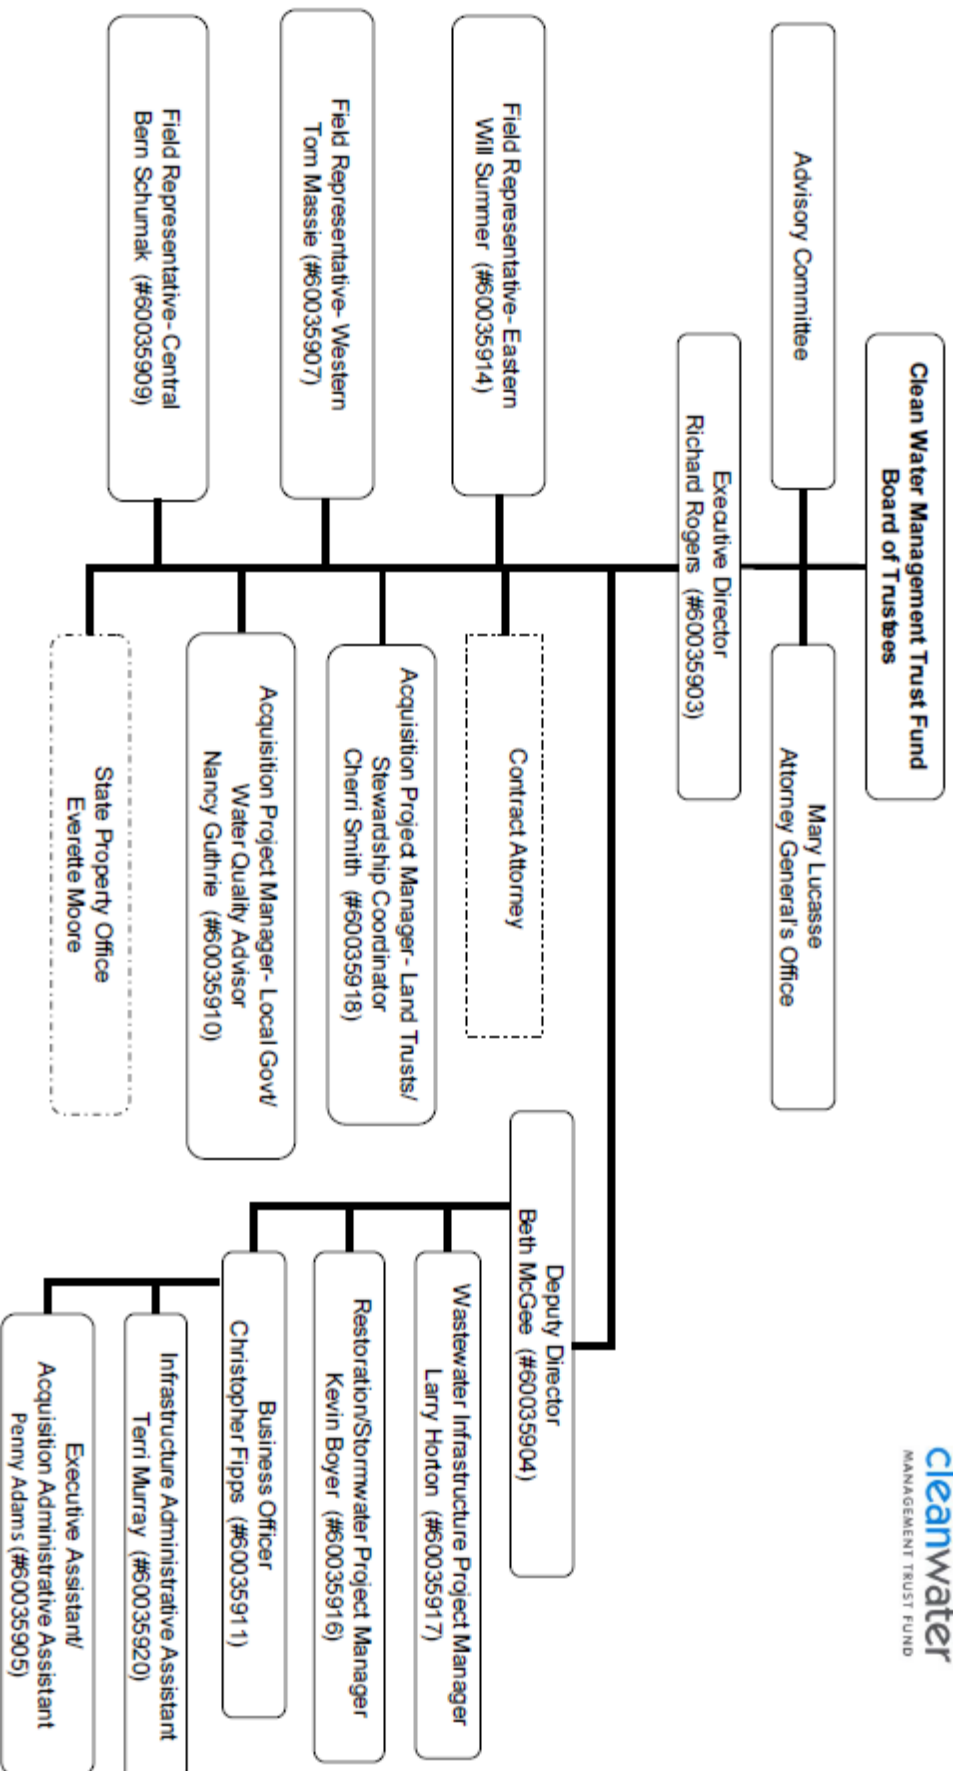 cleanwater
MANAGEMENT TRUST FUND
Clean Water Management Trust Fund
Board of Trustees
Advisory Committee
Mary Lucasse
Attorney General's Office
Executive Director
Richard Rogers (#60035903)
Deputy Director
Beth McGee (#60035904)
Field Representative- Eastern
Will Summer (#60035914)
Contract Attorney
Wastewater Infrastructure Project Manager
Larry Horton (#60035917)
Field Representative- Western
Tom Massie (#60035907)
Acquisition Project Manager- Land Trusts/
Stewardship Coordinator
Cherri Smith (#60035918)
Restoration/Stormwater Project Manager
Kevin Boyer (#60035916)
Acquisition Project Manager- Local Govt/
Water Quality Advisor
Nancy Guthrie (#60035910)
Business Officer
Christopher Fipps (#60035911)
Field Representative- Central
Bern Schumak (#60035909)
Infrastructure Administrative Assistant
Terri Murray (#60035920)
State Property Office
Everette Moore
Executive Assistant/
Acquisition Administrative Assistant
Penny Adams (#60035905)